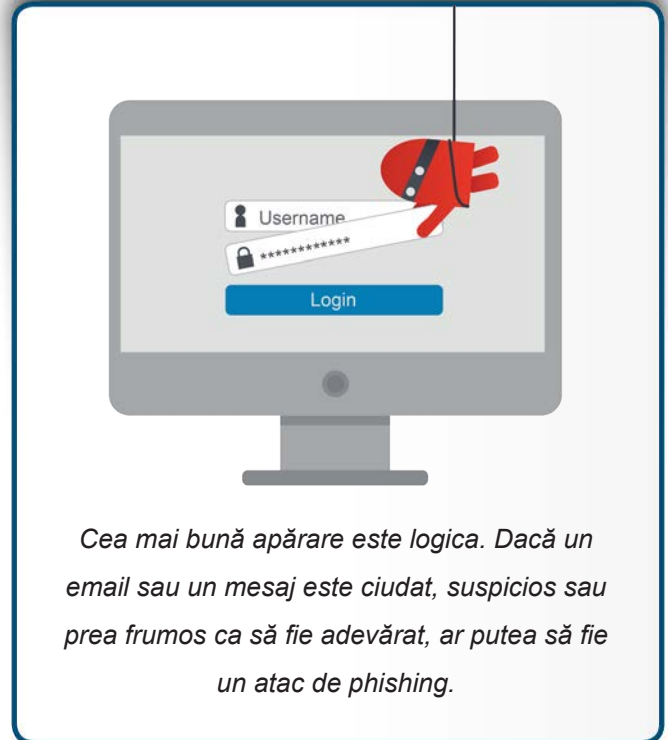 Username
************
Login
Cea mai bună apărare este logica. Dacă un
email sau un mesaj este ciudat, suspicios sau
prea frumos ca să fie adevărat, ar putea să fie
un atac de phishing.